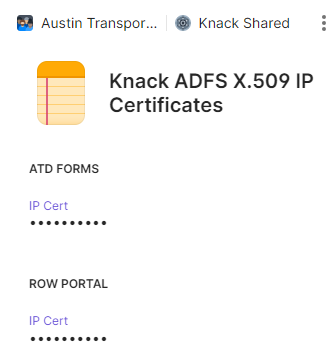 Austin Transpor...
Knack Shared
Knack ADFS X.509 IP
Certificates
ATD FORMS
IP Cert
••••••••••
ROW PORTAL
IP Cert
••••••••••